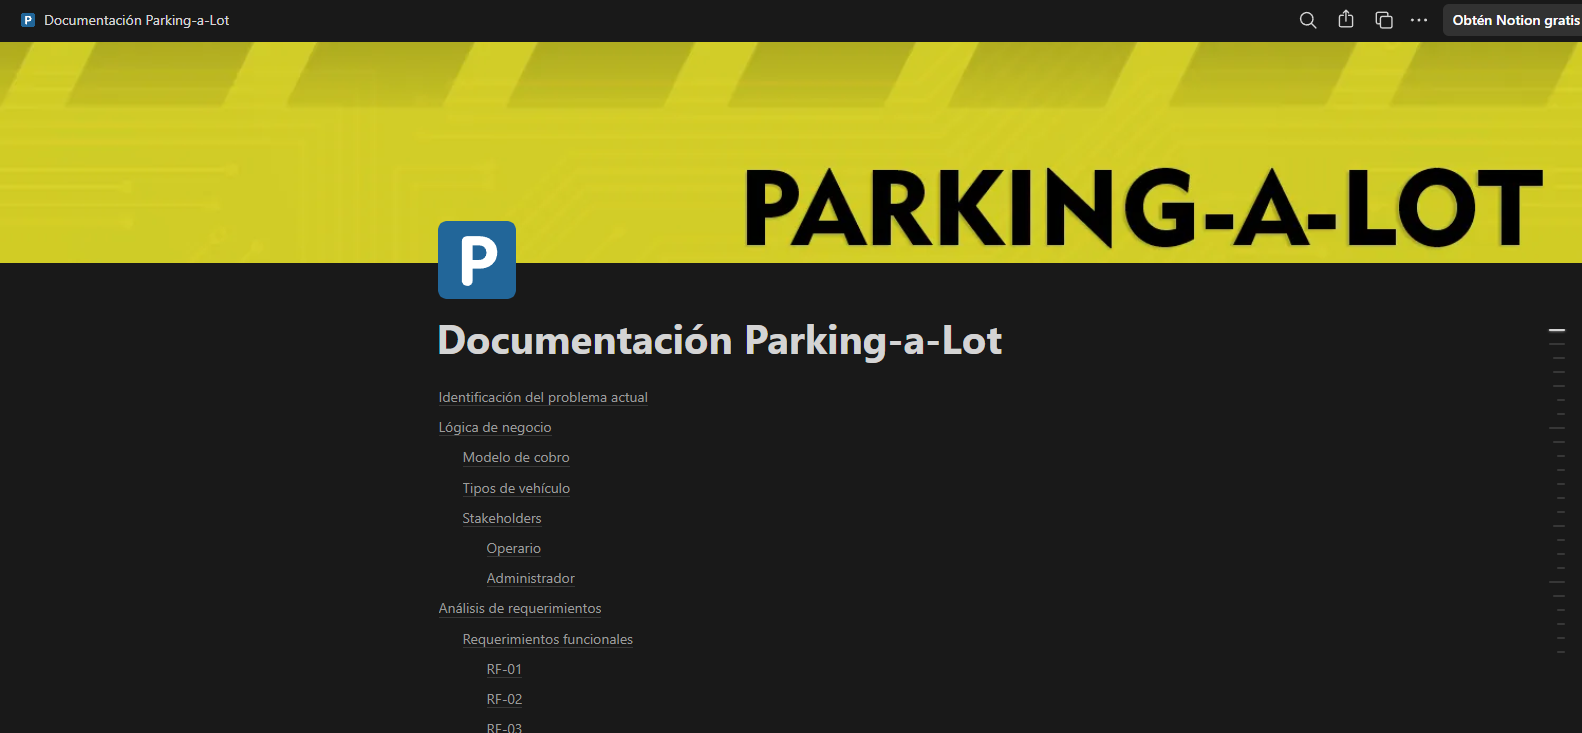 P Documentación Parking-a-Lot
Obtén Notion gratis
PARKING-A-LOT
P
Documentación Parking-a-Lot
Identificación del problema actual
Lógica de negocio
Modelo de cobro
Tipos de vehículo
Stakeholders
Operario
Administrador
Análisis de requerimientos
Requerimientos funcionales
RF-01
RF-02
RF-03